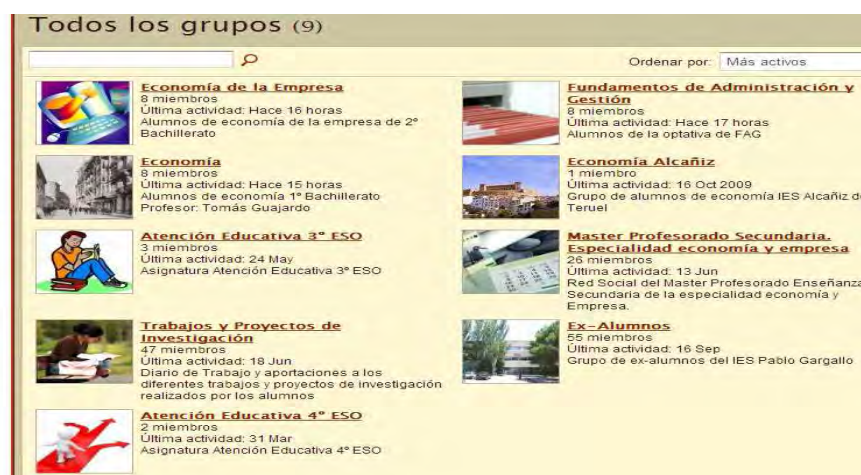 Todos los grupos (9)
Ordenar por: Más activos
Economía de la Empresa
8 miembros
Última actividad: Hace 16 horas
Alumnos de economía de la empresa de 2º
Bachillerato
Fundamentos de Administración y
Gestión
8 miembros
Última actividad: Hace 17 horas
Alumnos de la optativa de FAG
Economía
8 miembros
Última actividad: Hace 15 horas
Alumnos de economía 1º Bachillerato
Profesor: Tomás Guajardo
Economía Alcañiz
1 miembro
Última actividad: 16 Oct 2009
Grupo de alumnos de economía IES Alcañiz de
Teruel
Atención Educativa 3º ESO
3 miembros
Última actividad: 24 May
Asignatura Atención Educativa 3º ESO
Master Profesorado Secundaria.
Especialidad economía y empresa
26 miembros
Última actividad: 13 Jun
Red Social del Master Profesorado Enseñanza
Secundaria de la especialidad economía y
Empresa.
Trabajos y Proyectos de
Investigación
47 miembros
Última actividad: 18 Jun
Diario de Trabajo y aportaciones a los
diferentes trabajos y proyectos de investigación
realizados por los alumnos
Ex-Alumnos
55 miembros
Última actividad: 16 Sep
Grupo de ex-alumnos del IES Pablo Gargallo
Atención Educativa 4º ESO
2 miembros
Última actividad: 31 Mar
Asignatura Atención Educativa 4º ESO